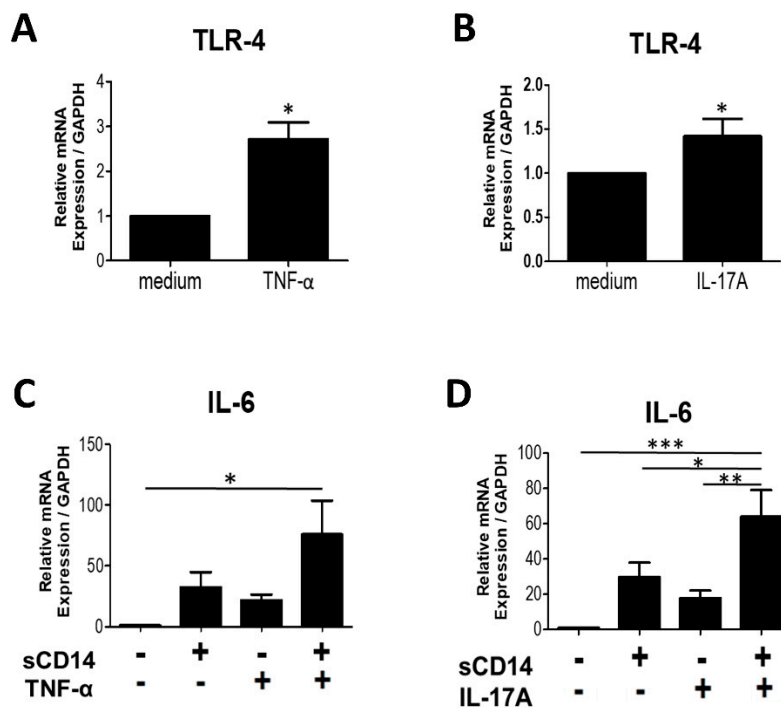 A
TLR-4
Relative mRNA
Expression / GAPDH
4
3
2
1
0
*
medium
TNF-α
B
TLR-4
Relative mRNA
Expression / GAPDH
2.0
1.5
1.0
0.5
0.0
*
medium
IL-17A
C
IL-6
Relative mRNA
Expression / GAPDH
150
100
50
0
*
sCD14 - + - +
TNF-α - - + +
D
IL-6
Relative mRNA
Expression / GAPDH
100
80
60
40
20
0
***
*
**
sCD14 - + - +
IL-17A - - + +